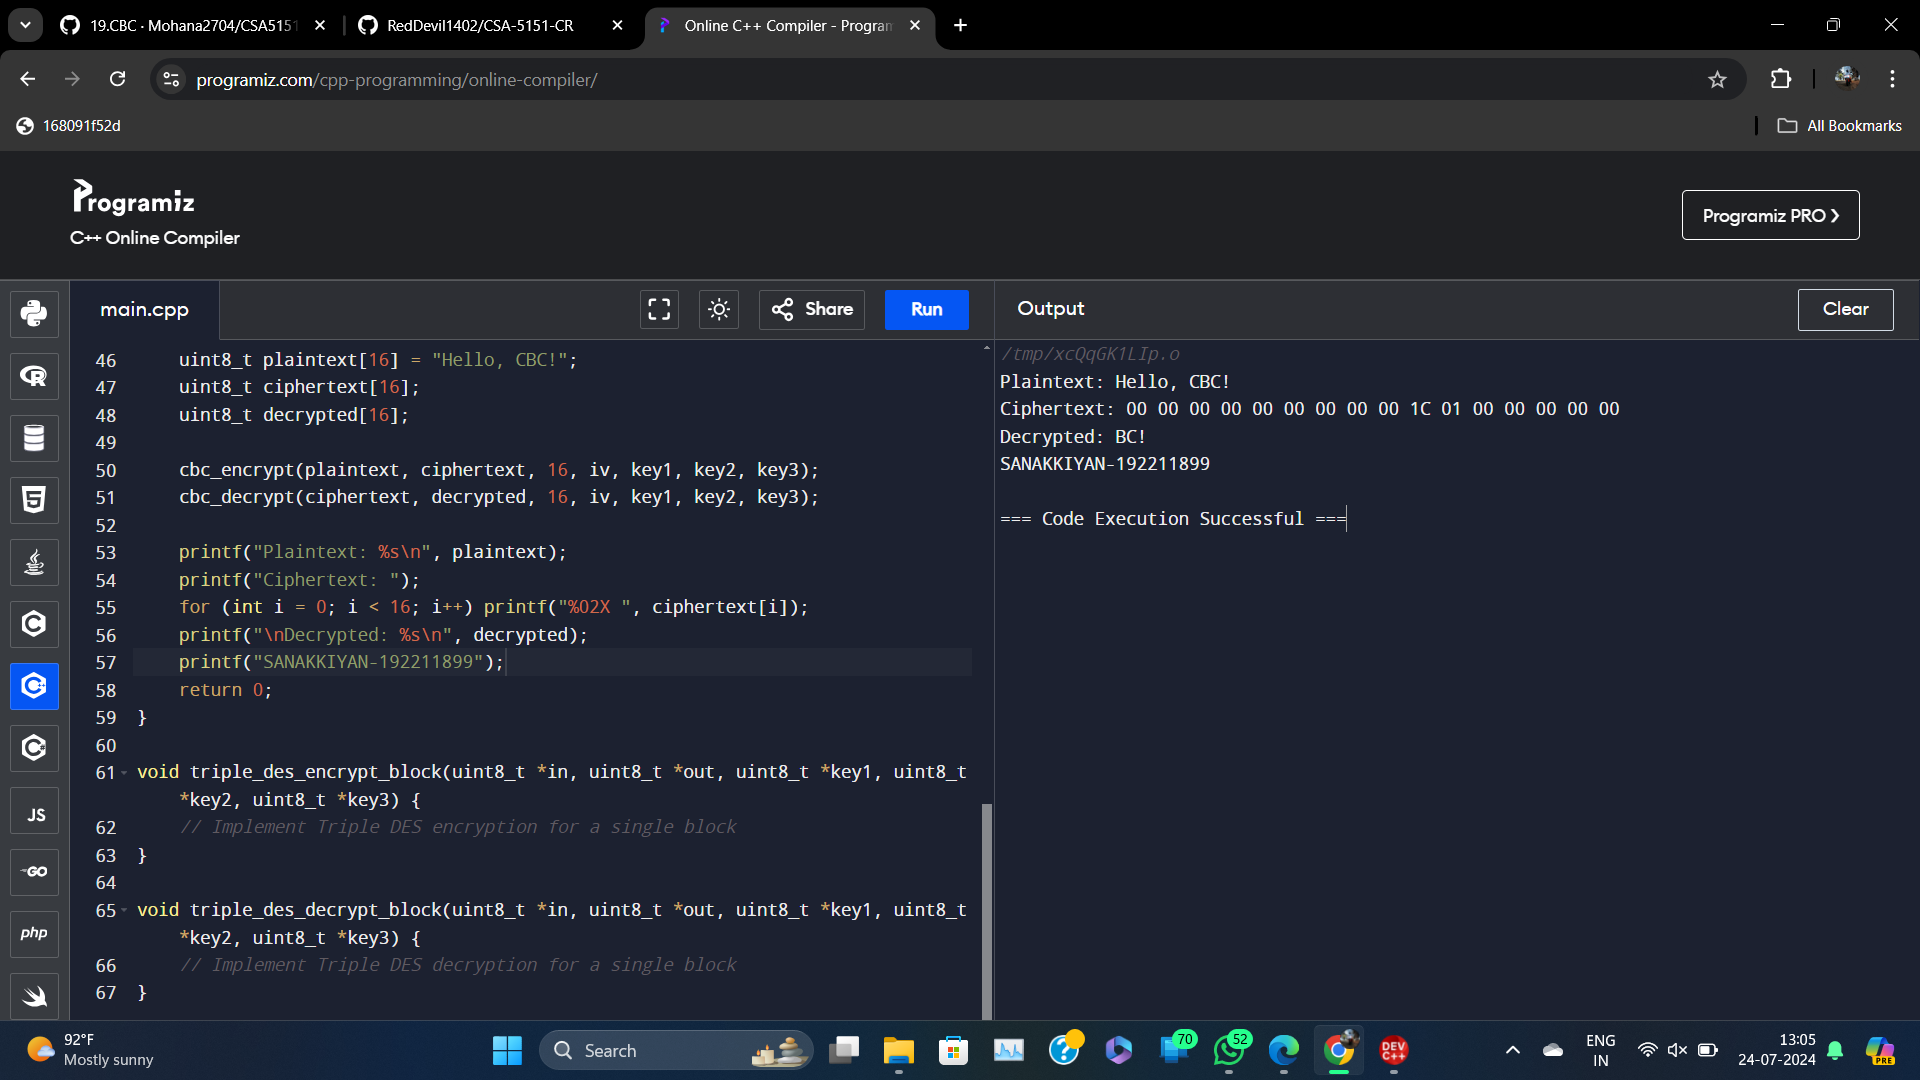 19.CBC · Mohana2704/CSA5151
RedDevil1402/CSA-5151-CR
Online C++ Compiler - Program
programiz.com/cpp-programming/online-compiler/
168091f52d
All Bookmarks
Programiz
C++ Online Compiler
Programiz PRO ❯
main.cpp
Share
Run
Output
Clear
46 uint8_t plaintext[16] = "Hello, CBC!";
47 uint8_t ciphertext[16];
48 uint8_t decrypted[16];
49
50 cbc_encrypt(plaintext, ciphertext, 16, iv, key1, key2, key3);
51 cbc_decrypt(ciphertext, decrypted, 16, iv, key1, key2, key3);
52
53 printf("Plaintext: %s\n", plaintext);
54 printf("Ciphertext: ");
55 for (int i = 0; i < 16; i++) printf("%02X ", ciphertext[i]);
56 printf("\nDecrypted: %s\n", decrypted);
57 printf("SANAKKIYAN-192211899");
58 return 0;
59 }
60
61 void triple_des_encrypt_block(uint8_t *in, uint8_t *out, uint8_t *key1, uint8_t
*key2, uint8_t *key3) {
62 // Implement Triple DES encryption for a single block
63 }
64
65 void triple_des_decrypt_block(uint8_t *in, uint8_t *out, uint8_t *key1, uint8_t
*key2, uint8_t *key3) {
66 // Implement Triple DES decryption for a single block
67 }
/tmp/xcQqGK1LIp.o
Plaintext: Hello, CBC!
Ciphertext: 00 00 00 00 00 00 00 00 00 1C 01 00 00 00 00 00
Decrypted: BC!
SANAKKIYAN-192211899
=== Code Execution Successful ===
JS
GO
php
92°F
Mostly sunny
Search
70
52
DEV
C++
ENG
IN
13:05
24-07-2024
PRE